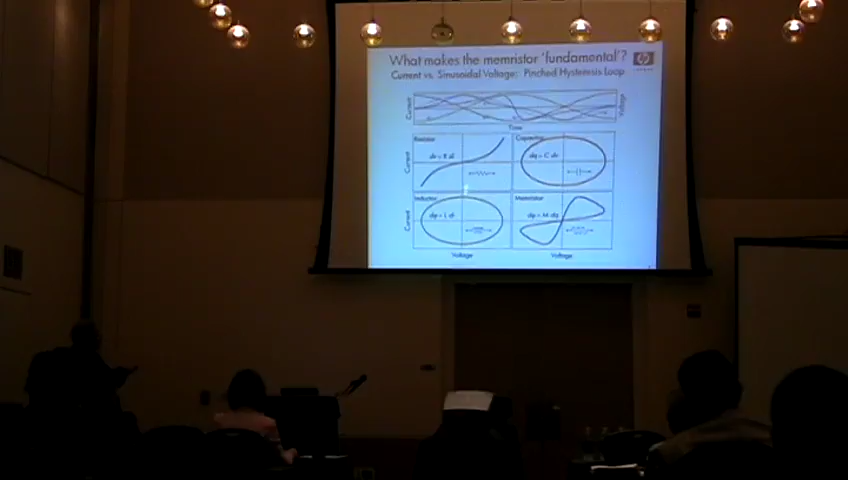 What makes the memristor 'fundamental'?
hp
Current vs. Sinusoidal Voltage: Pinched Hysteresis Loop
Current
Voltage
Time
Resistor
dv = R di
Capacitor
dq = C dv
Current
Inductor
dφ = L di
Memristor
dφ = M dq
Current
Voltage
Voltage